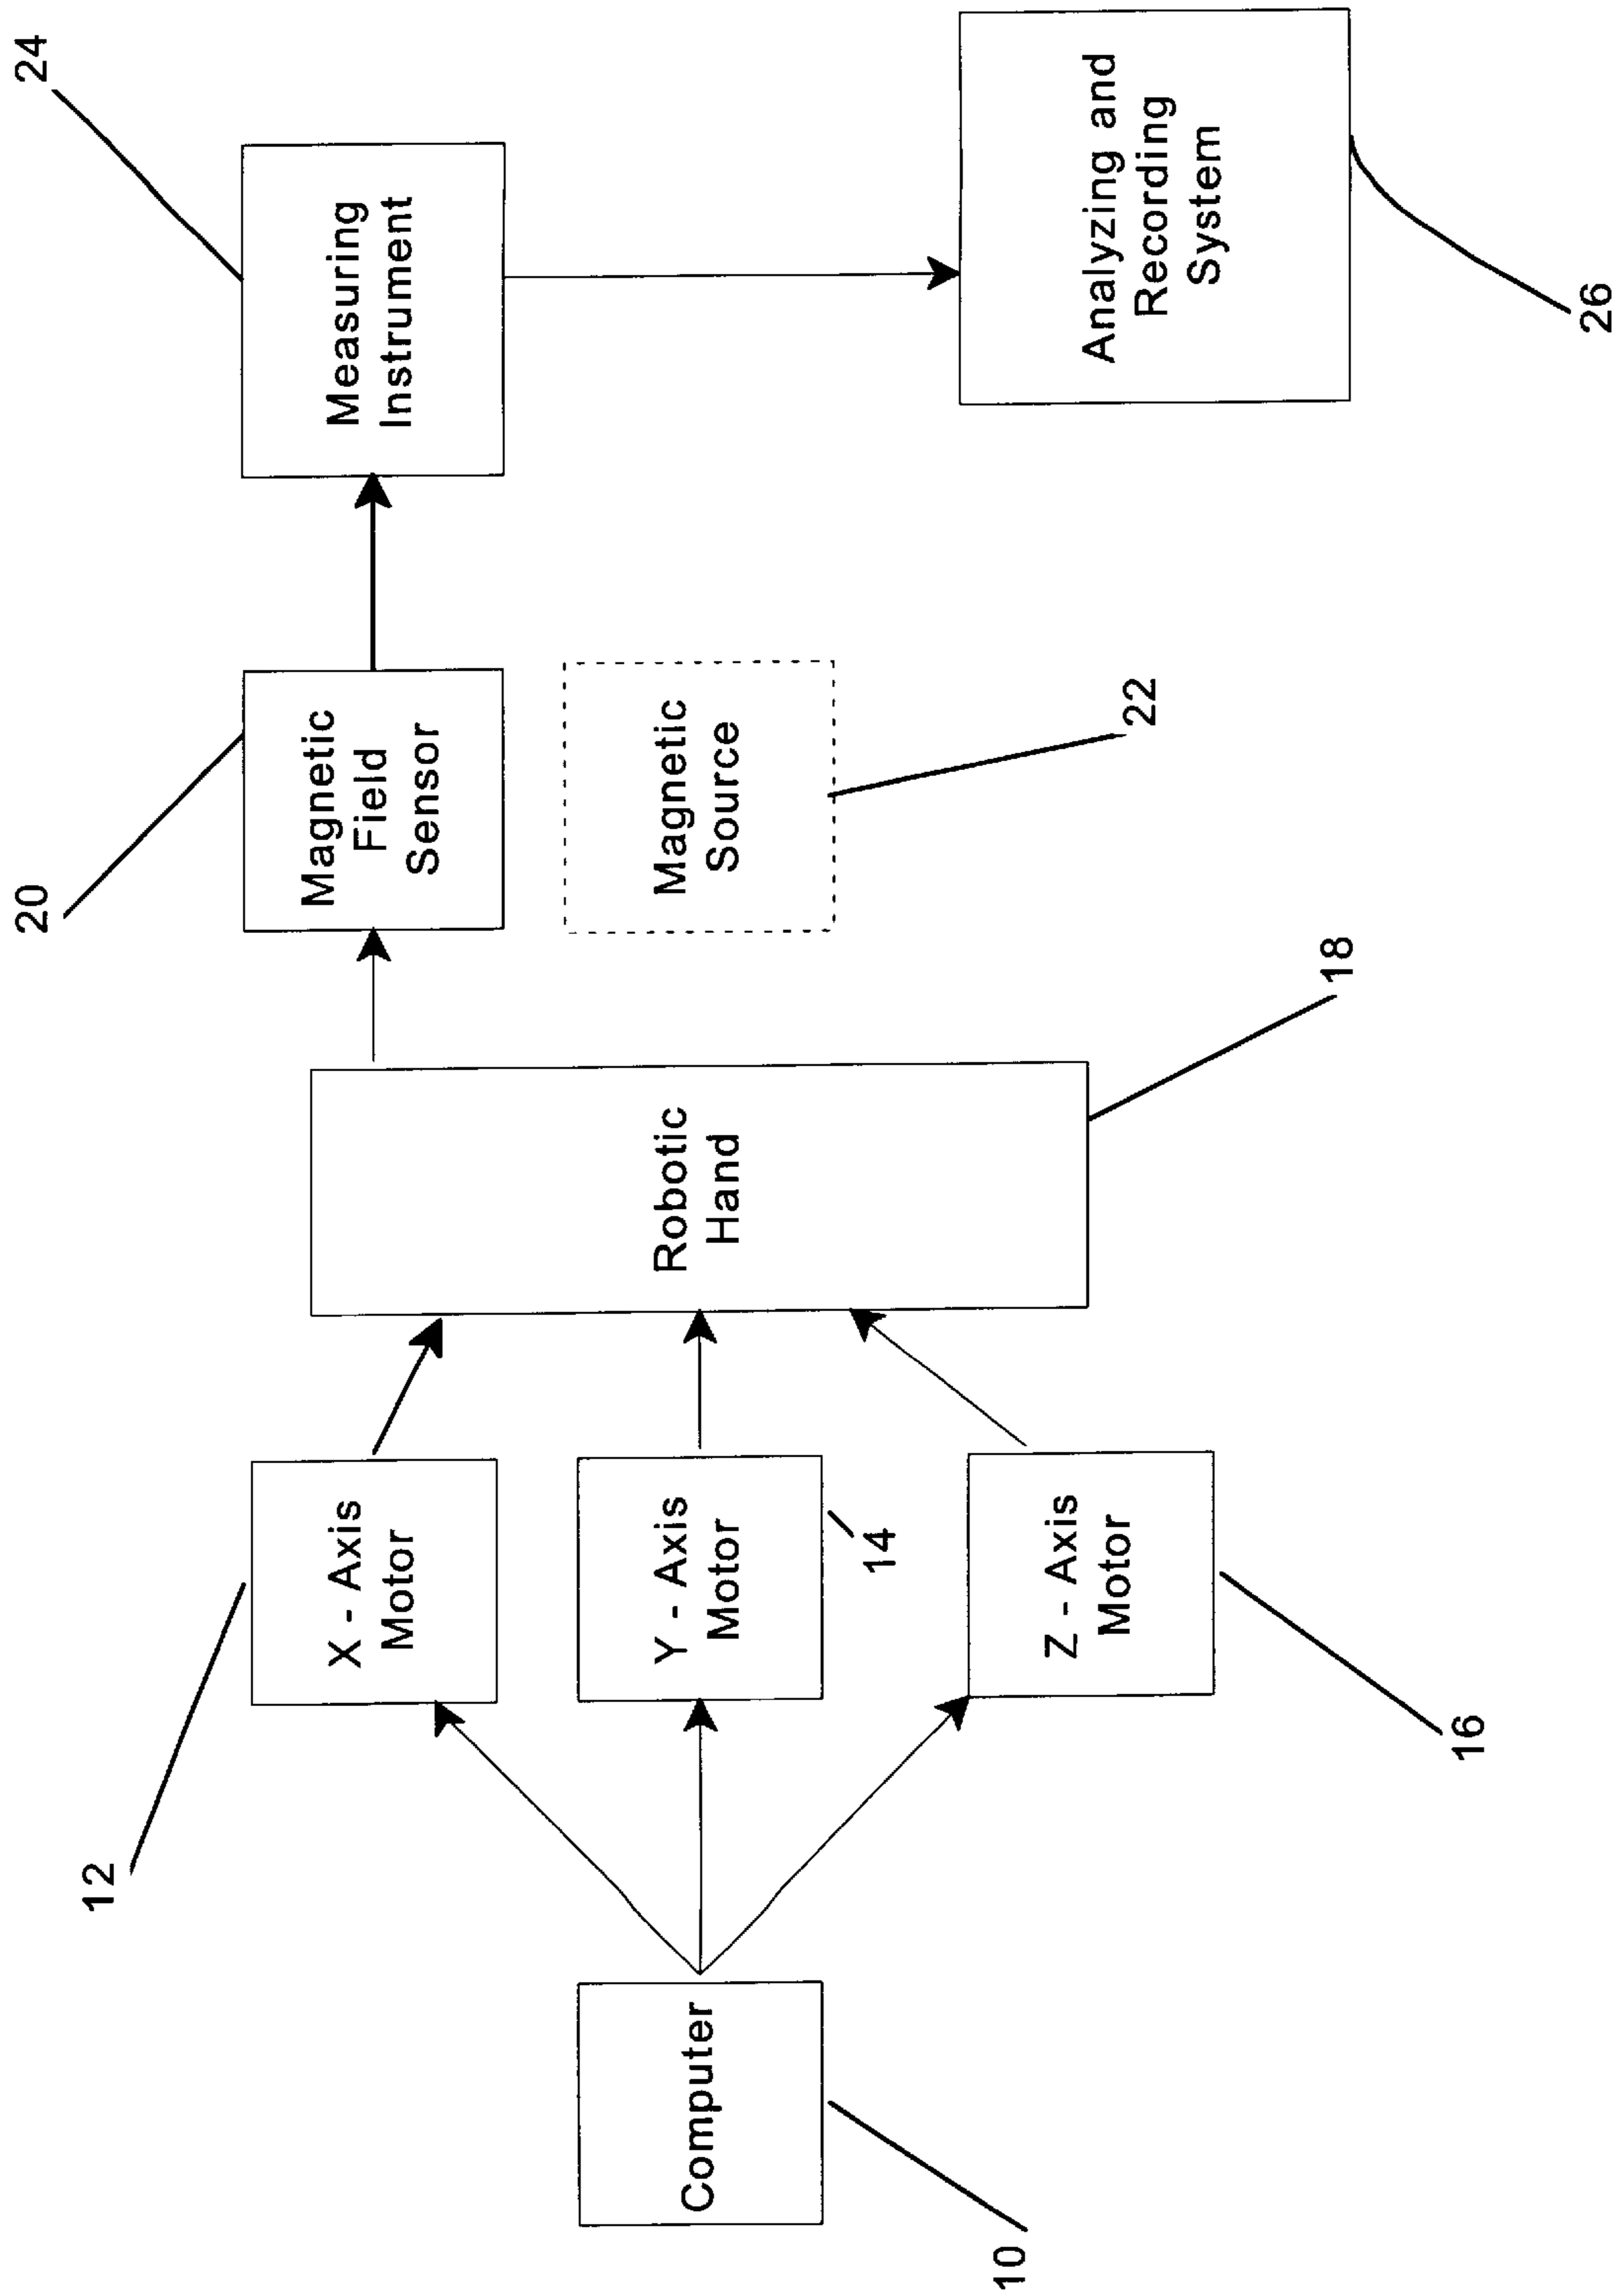 10
Computer
12
X - Axis
Motor
Y - Axis
Motor
14
Z - Axis
Motor
16
Robotic
Hand
18
20
Magnetic
Field
Sensor
Magnetic
Source
22
24
Measuring
Instrument
Analyzing and
Recording
System
26